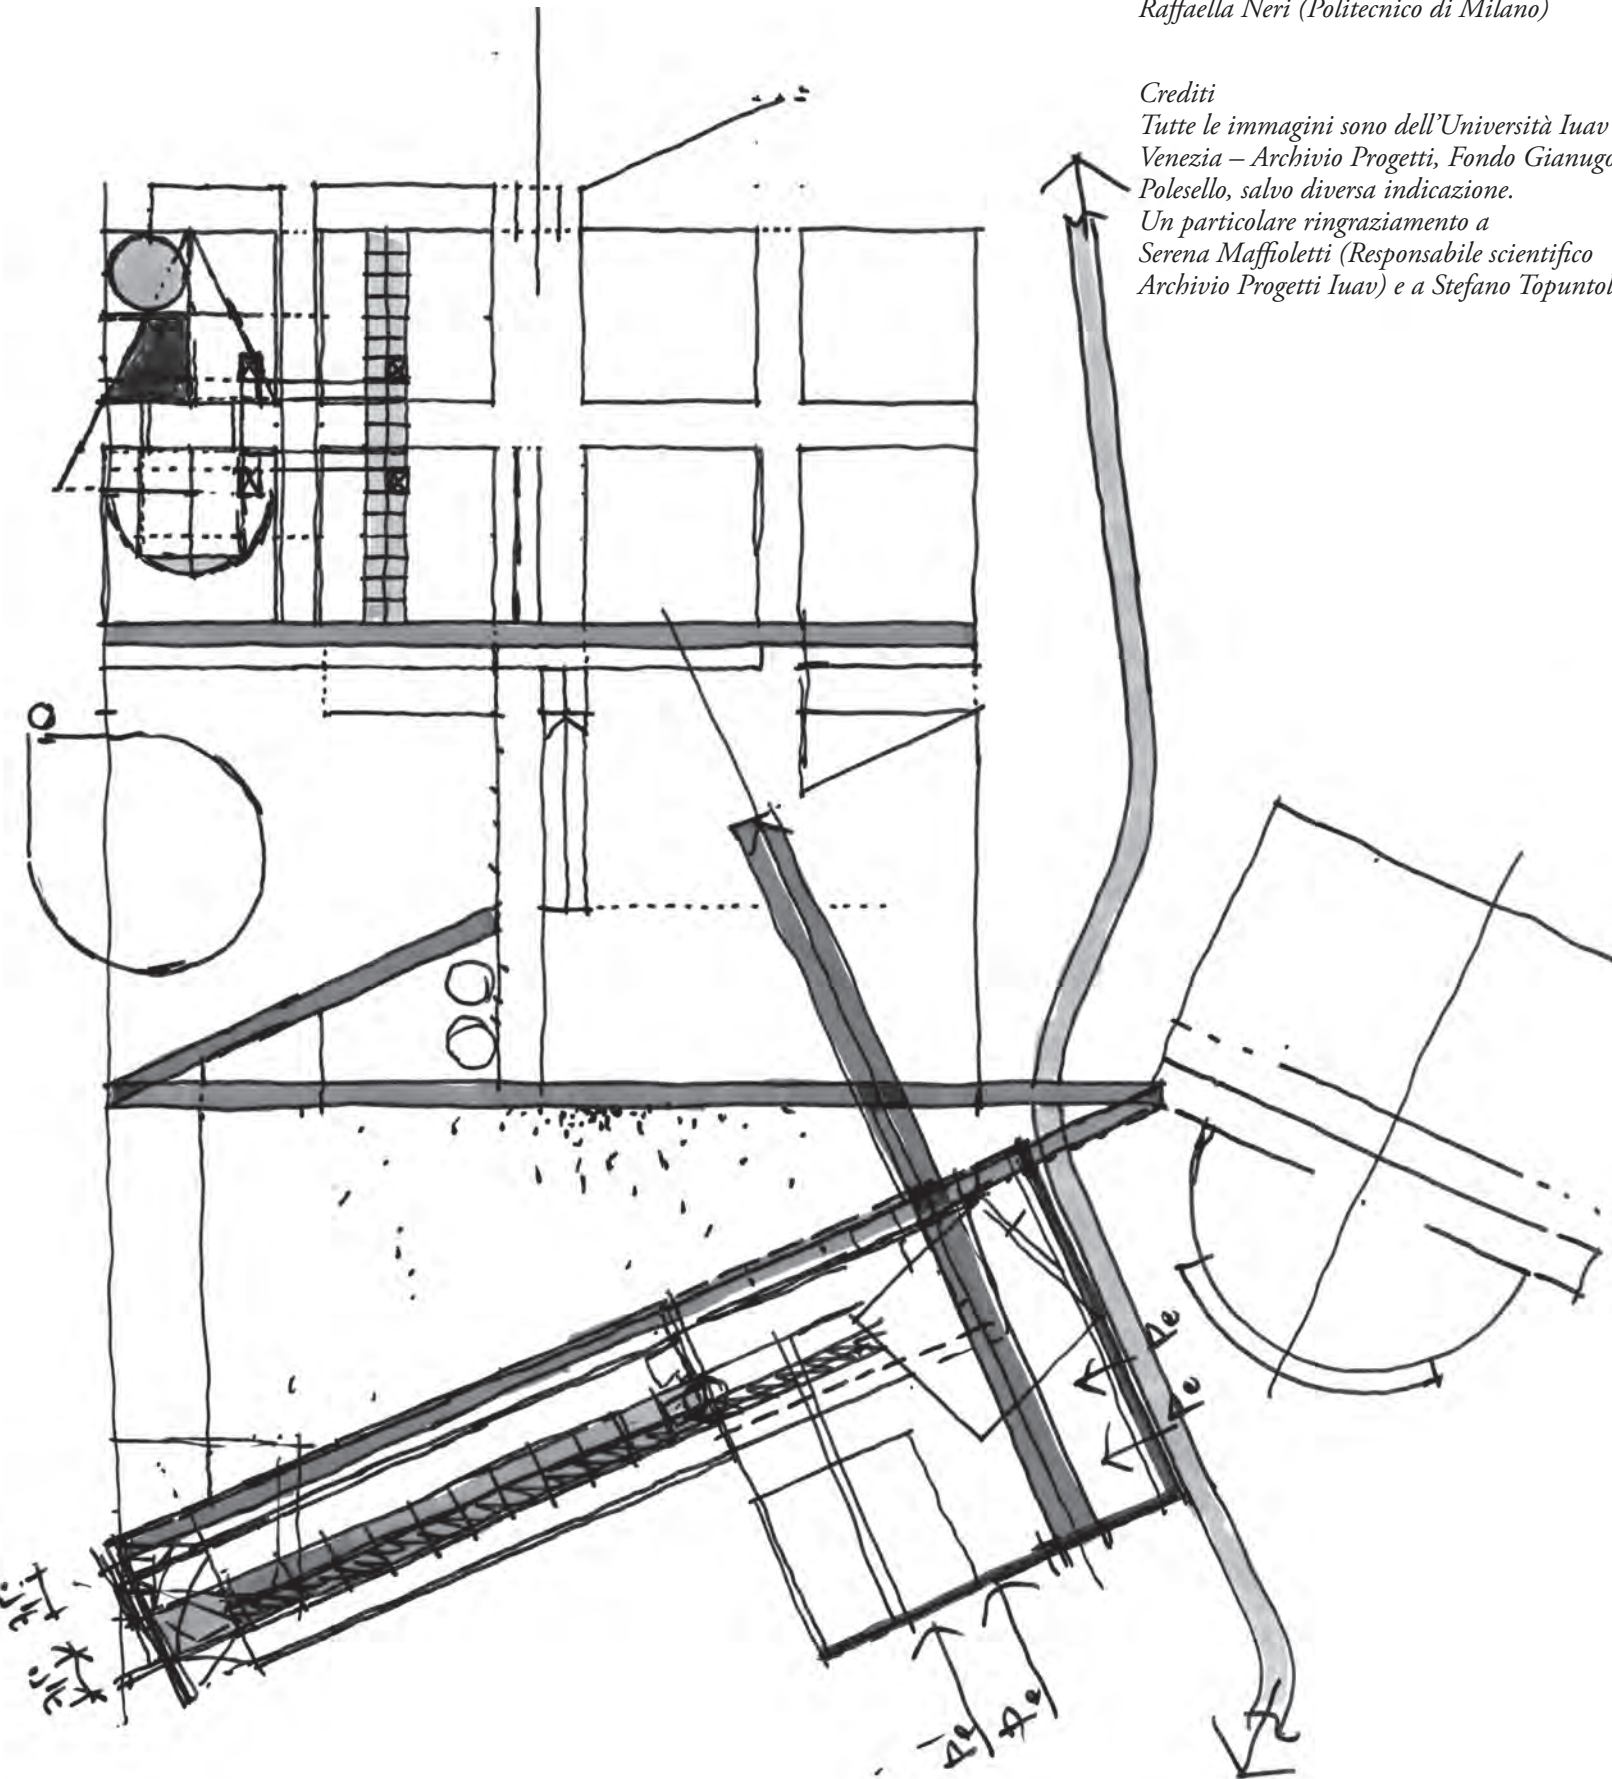 Raffaella Neri (Politecnico di Milano)
Crediti
Tutte le immagini sono dell’Università Iuav
Venezia – Archivio Progetti, Fondo Gianugo
Polesello, salvo diversa indicazione.
Un particolare ringraziamento a
Serena Maffioletti (Responsabile scientifico
Archivio Progetti Iuav) e a Stefano Topuntol